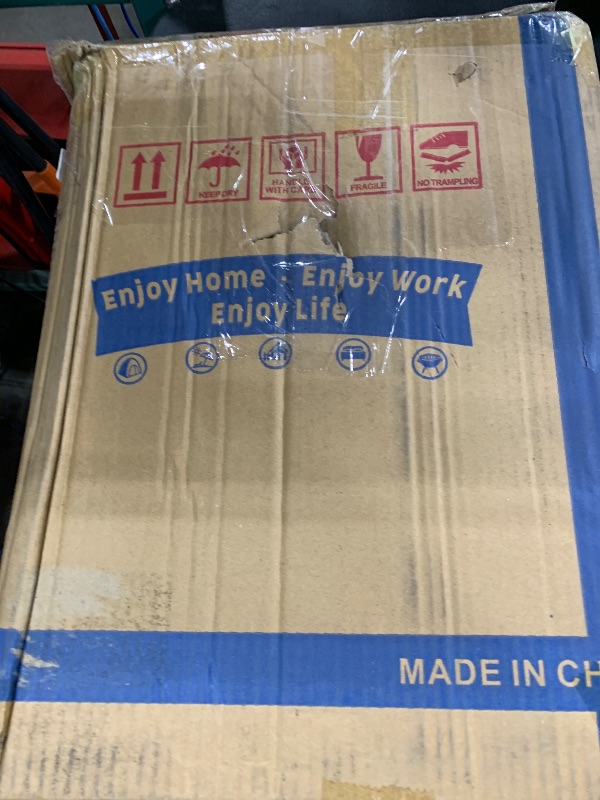 KEEP DRY
HANDLE
WITH CARE
FRAGILE
NO TRAMPLING
Enjoy Home · Enjoy Work
Enjoy Life
MADE IN CH